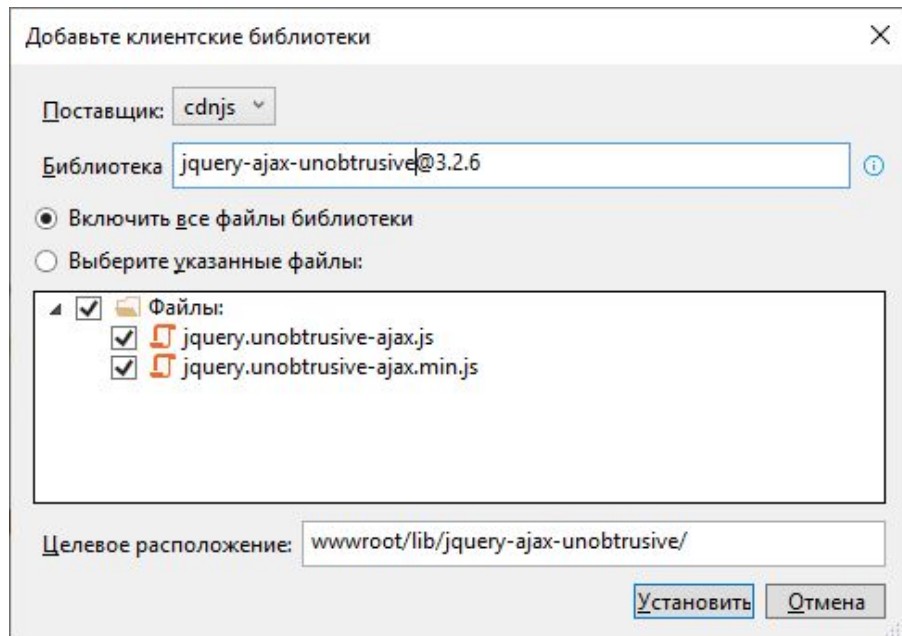 Добавьте клиентские библиотеки
Поставщик: cdnjs
Библиотека jquery-ajax-unobtrusive@3.2.6
Включить все файлы библиотеки
Выберите указанные файлы:
Файлы:
jquery.unobtrusive-ajax.js
jquery.unobtrusive-ajax.min.js
Целевое расположение: wwwroot/lib/jquery-ajax-unobtrusive/
Установить Отмена